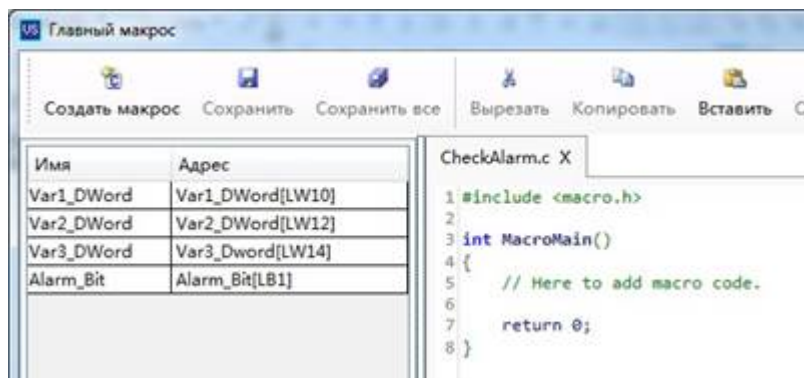 US Главный макрос
Создать макрос Сохранить Сохранить все Вырезать Копировать Вставить
Имя Адрес
Var1_DWord Var1_DWord[LW10]
Var2_DWord Var2_DWord[LW12]
Var3_DWord Var3_Dword[LW14]
Alarm_Bit Alarm_Bit[LB1]
CheckAlarm.c X
1 #include <macro.h>
2
3 int MacroMain()
4 {
5 // Here to add macro code.
6
7 return 0;
8 }